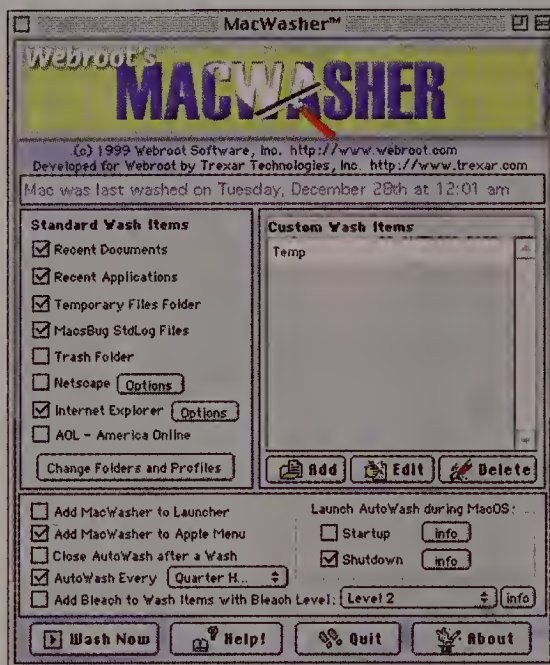 MacWasher™
Webroot's
MACWASHER
(c) 1999 Webroot Software, Inc. http://www.webroot.com
Developed for Webroot by Trexar Technologies, Inc. http://www.trexar.com
Mac was last washed on Tuesday, December 28th at 12:01 am
Standard Wash Items
Recent Documents
Recent Applications
Temporary Files Folder
MacsBug StdLog Files
Trash Folder
Netscape Options
Internet Explorer Options
AOL - America Online
Change Folders and Profiles
Custom Wash Items
Temp
Add Edit Delete
Add MacWasher to Launcher
Add MacWasher to Apple Menu
Close AutoWash after a Wash
AutoWash Every Quarter H...
Launch AutoWash during MacOS:
Startup info
Shutdown info
Add Bleach to Wash Items with Bleach Level: Level 2 info
Wash Now Help! Quit About